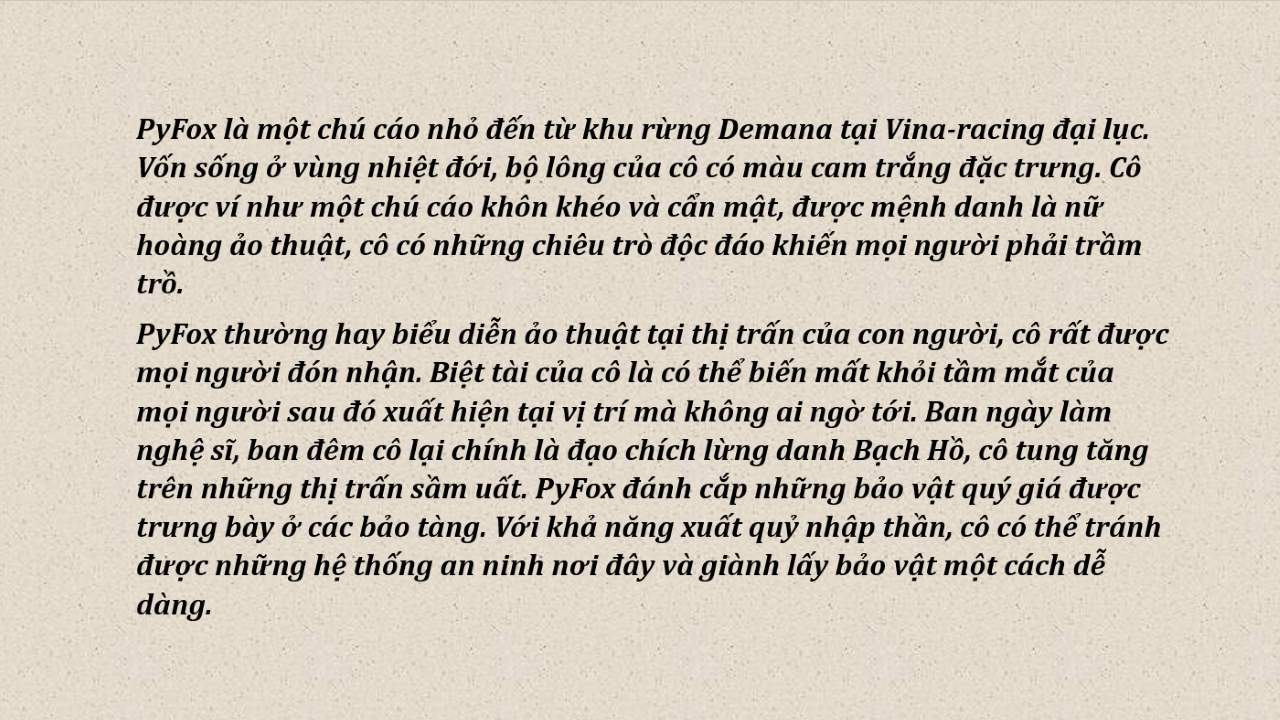 PyFox là một chú cáo nhỏ đến từ khu rừng Demana tại Vina-racing đại lục.
Vốn sống ở vùng nhiệt đới, bộ lông của cô có màu cam trắng đặc trưng. Cô
được ví như một chú cáo khôn khéo và cẩn mật, được mệnh danh là nữ
hoàng ảo thuật, cô có những chiêu trò độc đáo khiến mọi người phải trầm
trồ.
PyFox thường hay biểu diễn ảo thuật tại thị trấn của con người, cô rất được
mọi người đón nhận. Biệt tài của cô là có thể biến mất khỏi tầm mắt của
mọi người sau đó xuất hiện tại vị trí mà không ai ngờ tới. Ban ngày làm
nghệ sĩ, ban đêm cô lại chính là đạo chích lừng danh Bạch Hồ, cô tung tăng
trên những thị trấn sầm uất. PyFox đánh cắp những bảo vật quý giá được
trưng bày ở các bảo tàng. Với khả năng xuất quỷ nhập thần, cô có thể tránh
được những hệ thống an ninh nơi đây và giành lấy bảo vật một cách dễ
dàng.